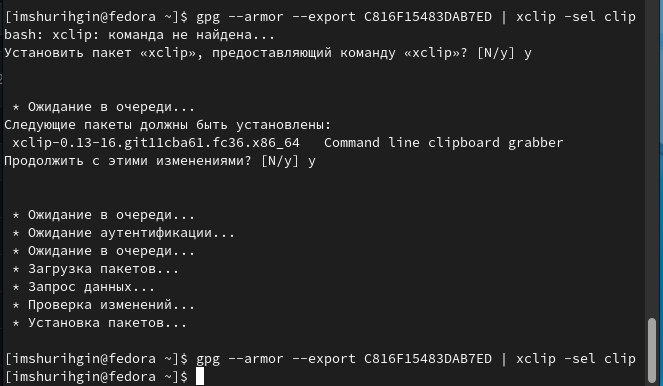 [imshurihgin@fedora ~]$ gpg --armor --export C816F15483DAB7ED | xclip -sel clip
bash: xclip: команда не найдена...
Установить пакет «xclip», предоставляющий команду «xclip»? [N/y] y
* Ожидание в очереди...
Следующие пакеты должны быть установлены:
xclip-0.13-16.git11cba61.fc36.x86_64   Command line clipboard grabber
Продолжить с этими изменениями? [N/y] y
* Ожидание в очереди...
* Ожидание аутентификации...
* Ожидание в очереди...
* Загрузка пакетов...
* Запрос данных...
* Проверка изменений...
* Установка пакетов...
[imshurihgin@fedora ~]$ gpg --armor --export C816F15483DAB7ED | xclip -sel clip
[imshurihgin@fedora ~]$